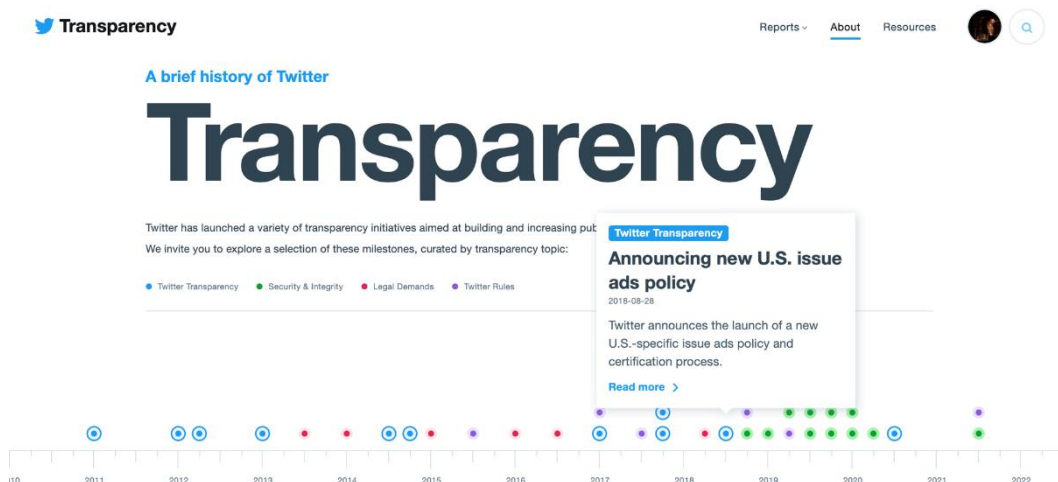 Transparency
Reports
About
Resources
A brief history of Twitter
Transparency
Twitter has launched a variety of transparency initiatives aimed at building and increasing
We invite you to explore a selection of these milestones, curated by transparency topic:
Twitter Transparency
Security & Integrity
Legal Demands
Twitter Rules
Twitter Transparency
Announcing new U.S. issue
ads policy
2018-08-28
Twitter announces the launch of a new
U.S.-specific issue ads policy and
certification process.
Read more
2011 2012 2013 2014 2015 2016 2017 2018 2019 2020 2021 2022